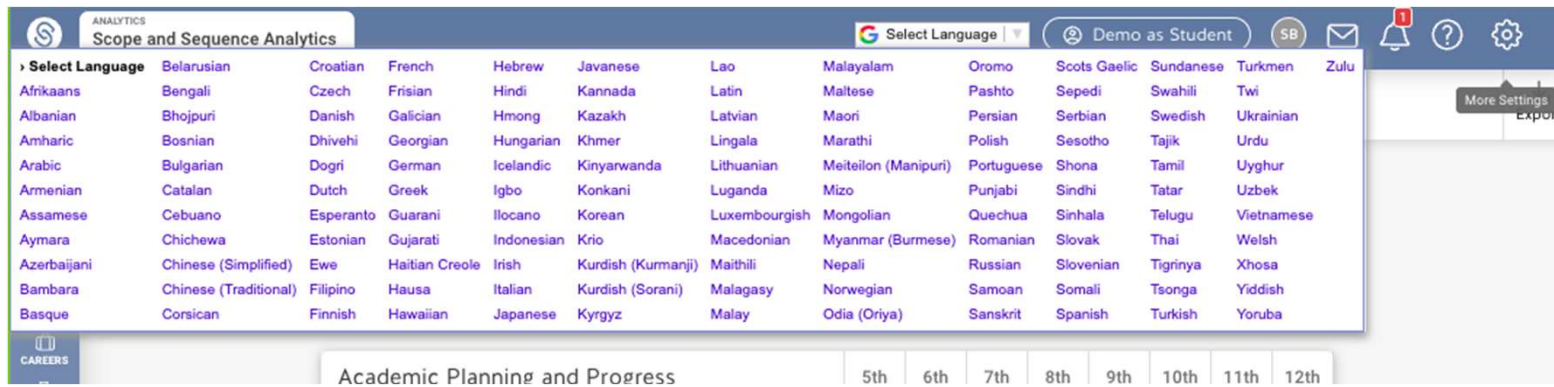 ANALYTICS
Scope and Sequence Analytics
Select Language
Demo as Student
SB
1
› Select Language Belarusian Croatian French Hebrew Javanese Lao Malayalam Oromo Scots Gaelic Sundanese Turkmen Zulu
Afrikaans Bengali Czech Frisian Hindi Kannada Latin Maltese Pashto Sepedi Swahili Twi
More Settings
Albanian Bhojpuri Danish Galician Hmong Kazakh Latvian Maori Persian Serbian Swedish Ukrainian
Amharic Bosnian Dhivehi Georgian Hungarian Khmer Lingala Marathi Polish Sesotho Tajik Urdu
Arabic Bulgarian Dogri German Icelandic Kinyarwanda Lithuanian Meiteilon (Manipuri) Portuguese Shona Tamil Uyghur
Armenian Catalan Dutch Greek Igbo Konkani Luganda Mizo Punjabi Sindhi Tatar Uzbek
Assamese Cebuano Esperanto Guarani Ilocano Korean Luxembourgish Mongolian Quechua Sinhala Telugu Vietnamese
Aymara Chichewa Estonian Gujarati Indonesian Krio Macedonian Myanmar (Burmese) Romanian Slovak Thai Welsh
Azerbaijani Chinese (Simplified) Ewe Haitian Creole Irish Kurdish (Kurmanji) Maithili Nepali Russian Slovenian Tigrinya Xhosa
Bambara Chinese (Traditional) Filipino Hausa Italian Kurdish (Sorani) Malagasy Norwegian Samoan Somali Tsonga Yiddish
Basque Corsican Finnish Hawaiian Japanese Kyrgyz Malay Odia (Oriya) Sanskrit Spanish Turkish Yoruba
CAREERS
Academic Planning and Progress 5th 6th 7th 8th 9th 10th 11th 12th